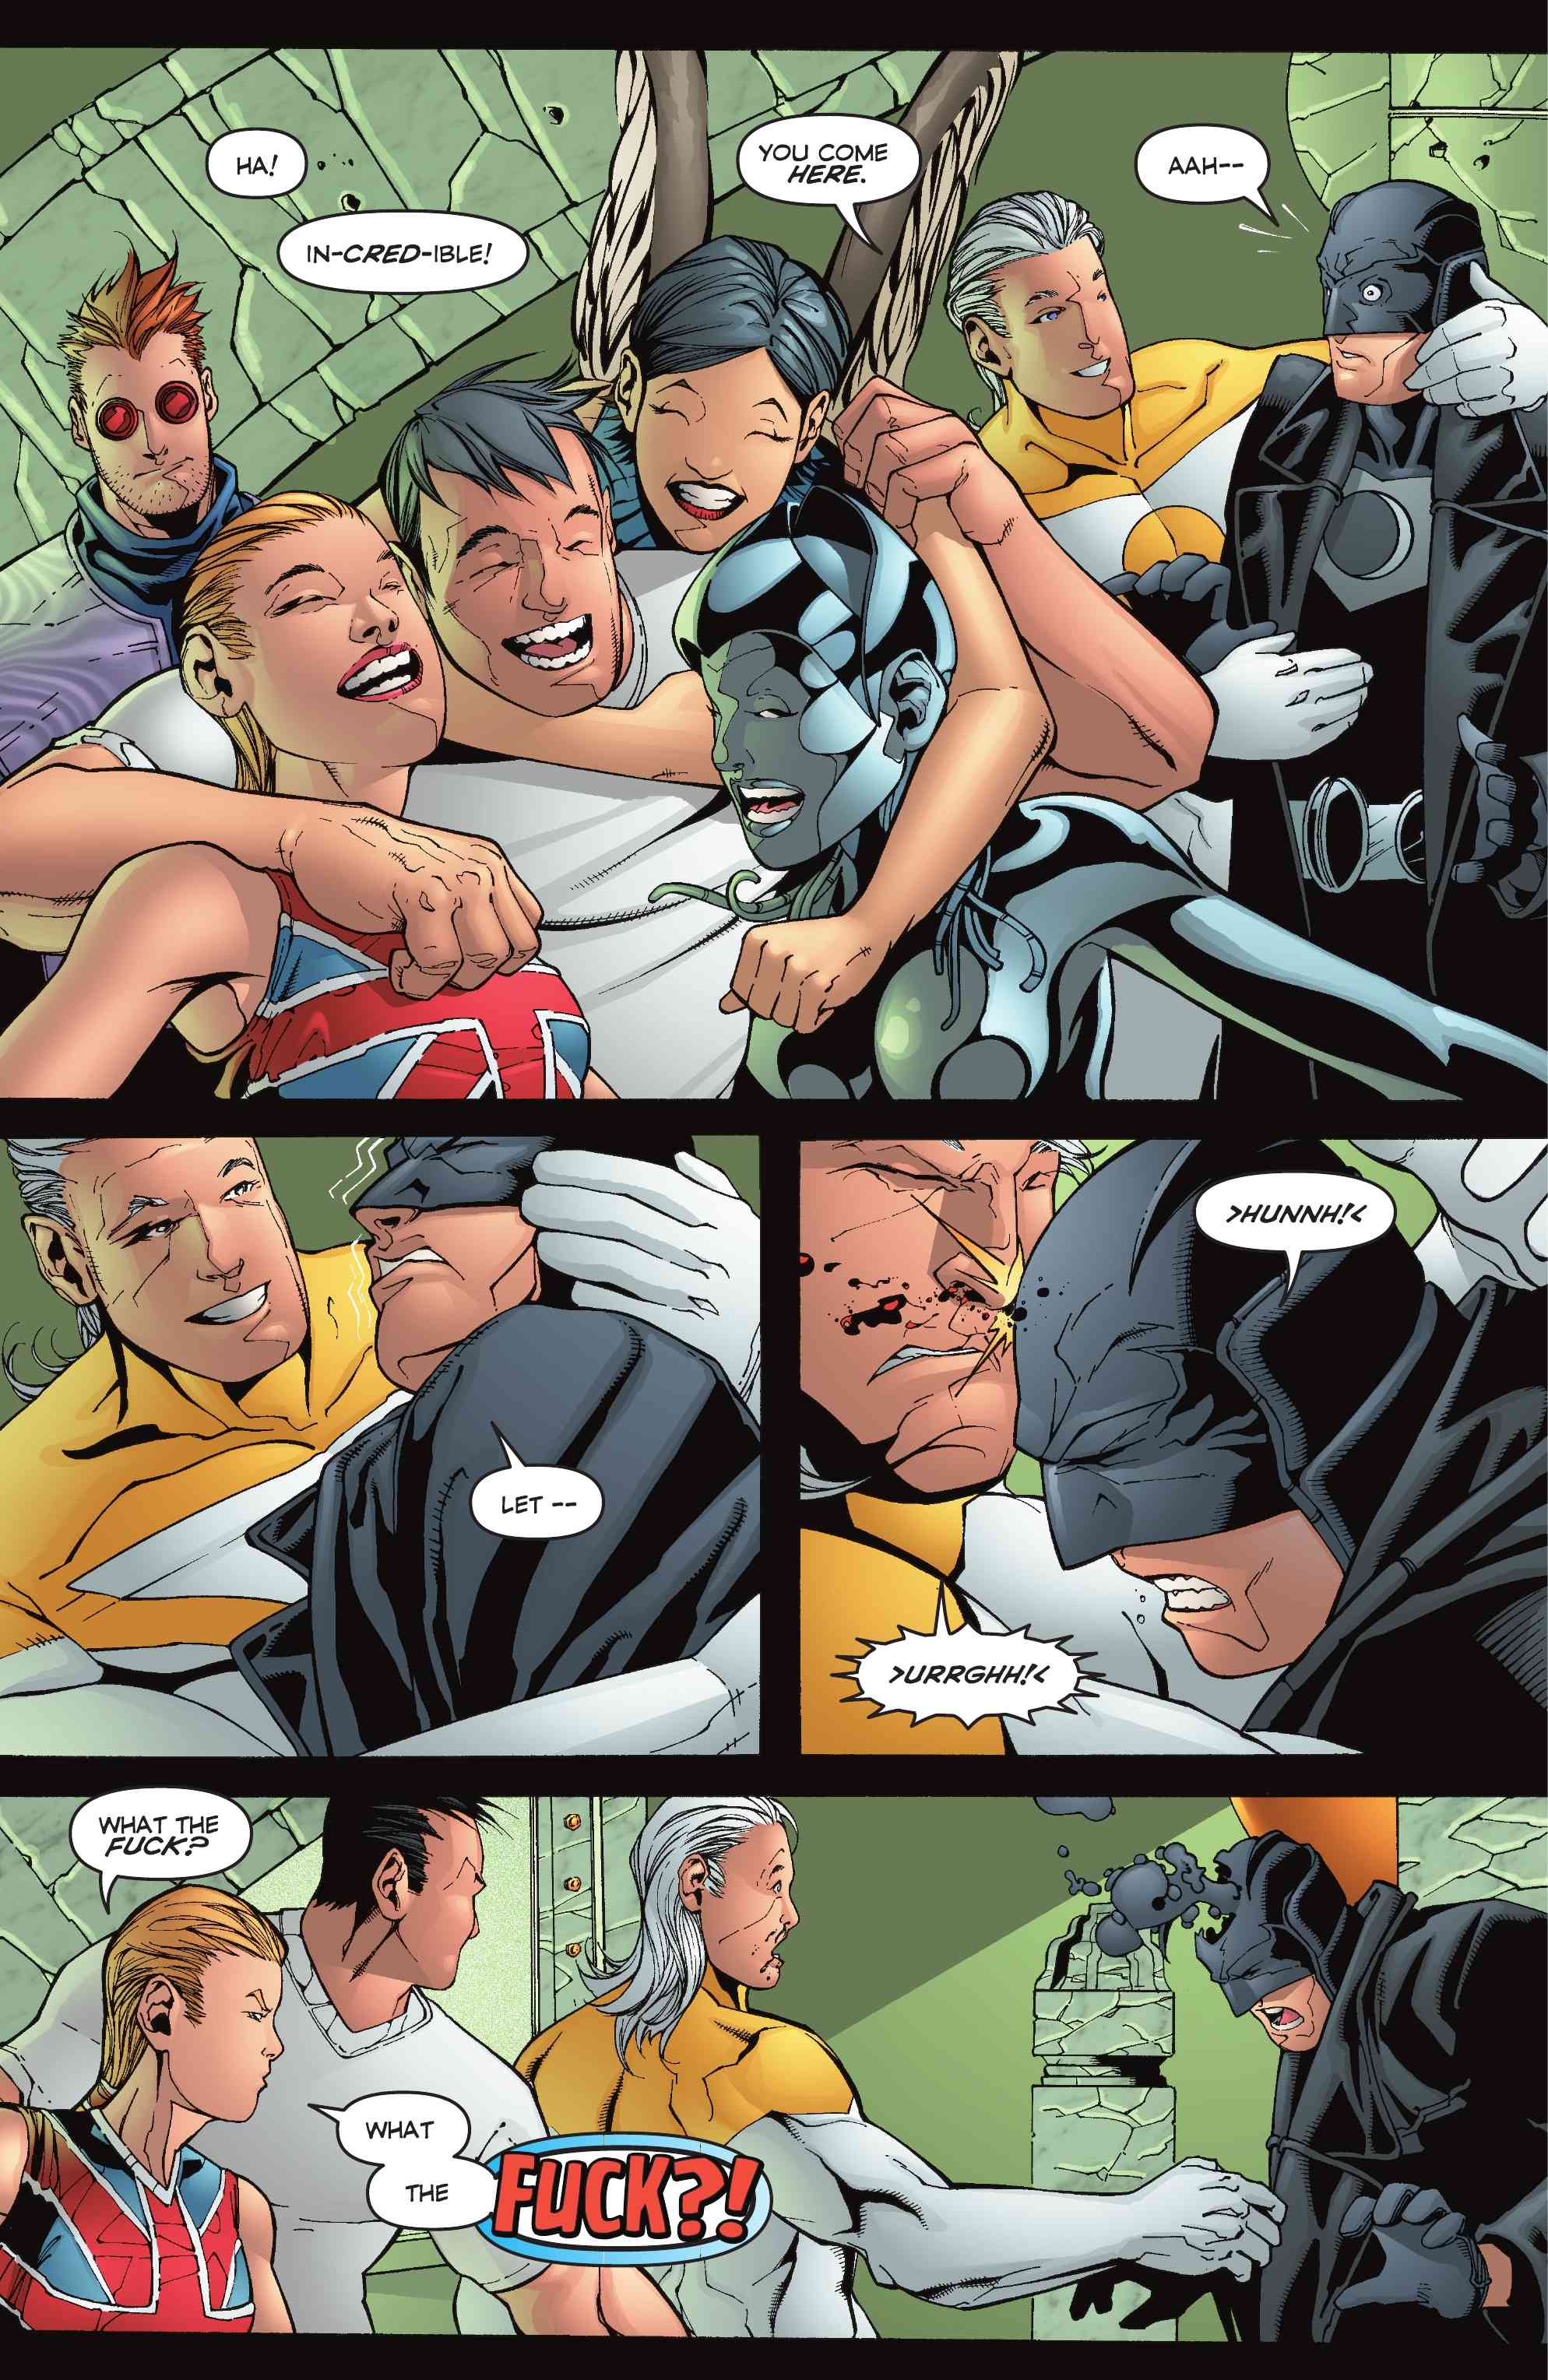 HA!
IN-CRED-IBLE!
YOU COME
HERE.
AAH--
LET --
>HUNNH!<
>URRGHH!<
WHAT THE
FUCK?
WHAT
THE
FUCK?!